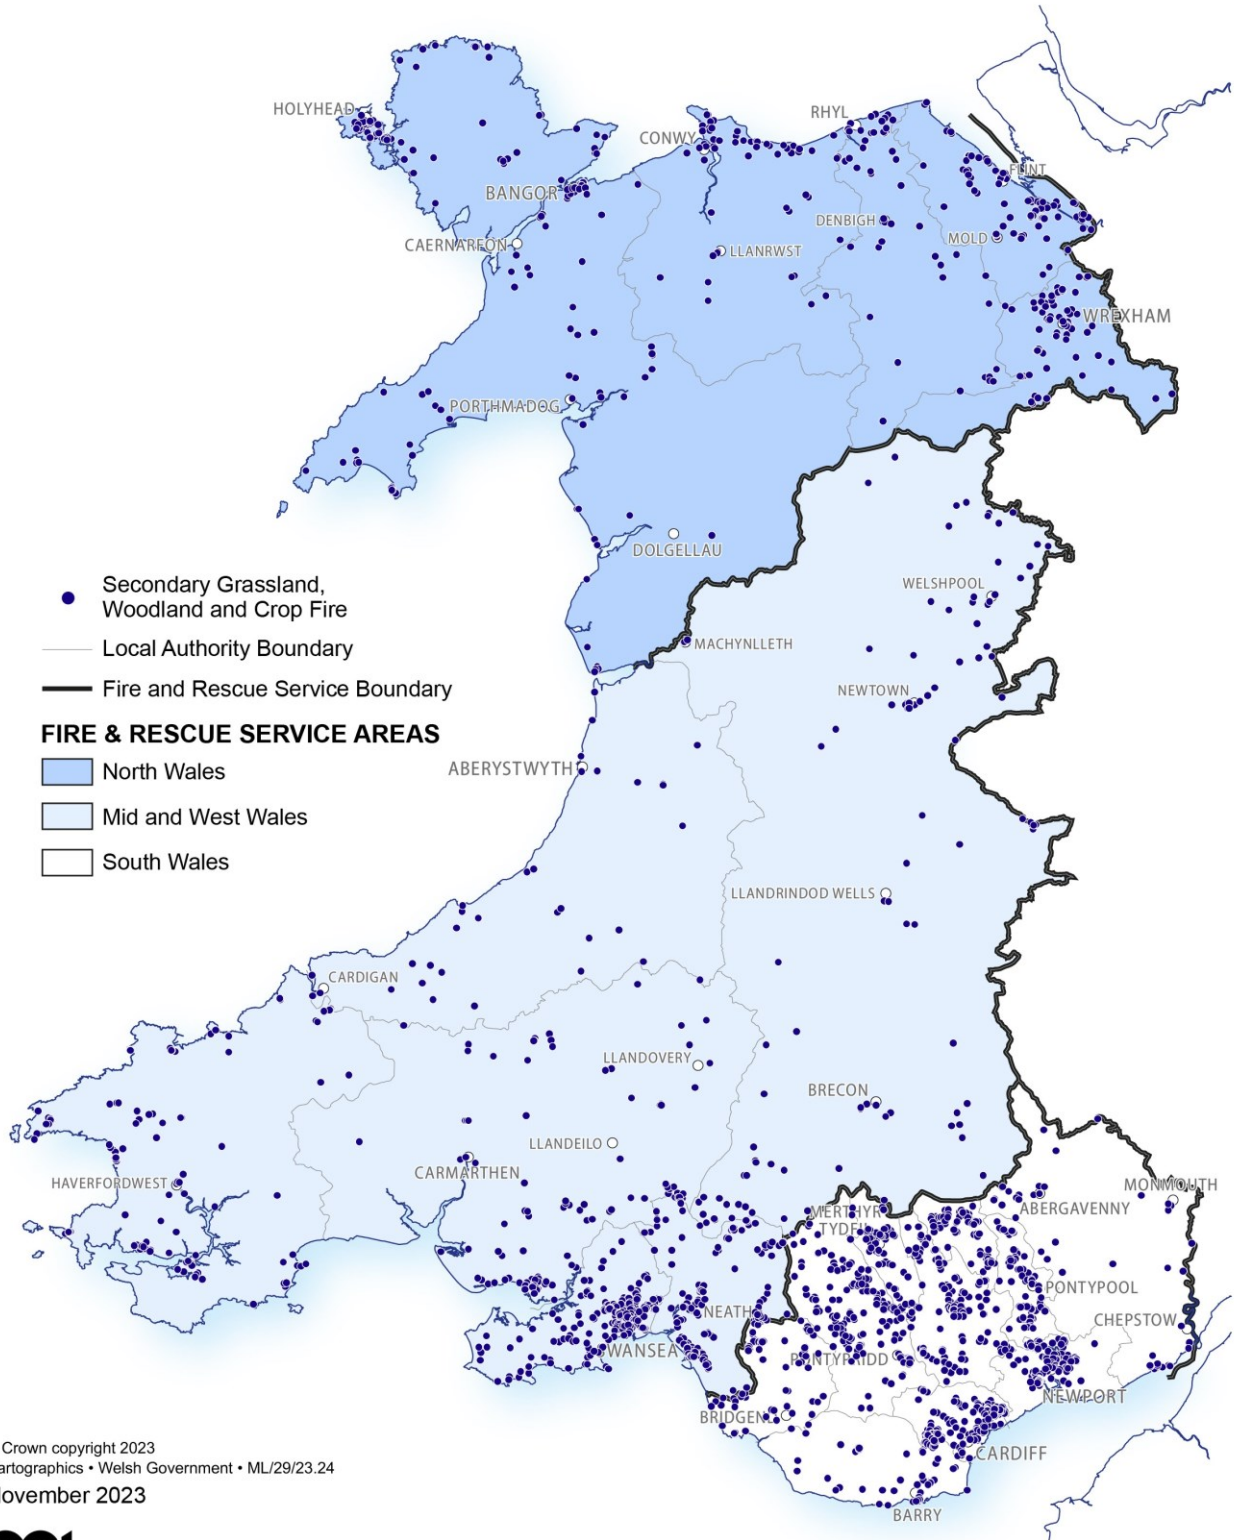 HOLYHEAD
RHYL
CONWY
FLINT
BANGOR
DENBIGH
CAERNARFON
MOLD
LLANRWST
WREXHAM
PORTHMADOG
DOLGELLAU
Secondary Grassland,
Woodland and Crop Fire
WELSHPOOL
Local Authority Boundary
MACHYNLLETH
Fire and Rescue Service Boundary
NEWTOWN
FIRE & RESCUE SERVICE AREAS
North Wales
ABERYSTWYTH
Mid and West Wales
South Wales
LLANDRINDOD WELLS
CARDIGAN
LLANDOVERY
BRECON
LLANDEILO
CARMARTHEN
HAVERFORDWEST
MONMOUTH
ABERGAVENNY
MERTHYR
TYDFIL
PONTYPOOL
NEATH
CHEPSTOW
SWANSEA
PONTYPRIDD
NEWPORT
BRIDGEND
CARDIFF
Crown copyright 2023
artographics • Welsh Government • ML/29/23.24
ovember 2023
BARRY